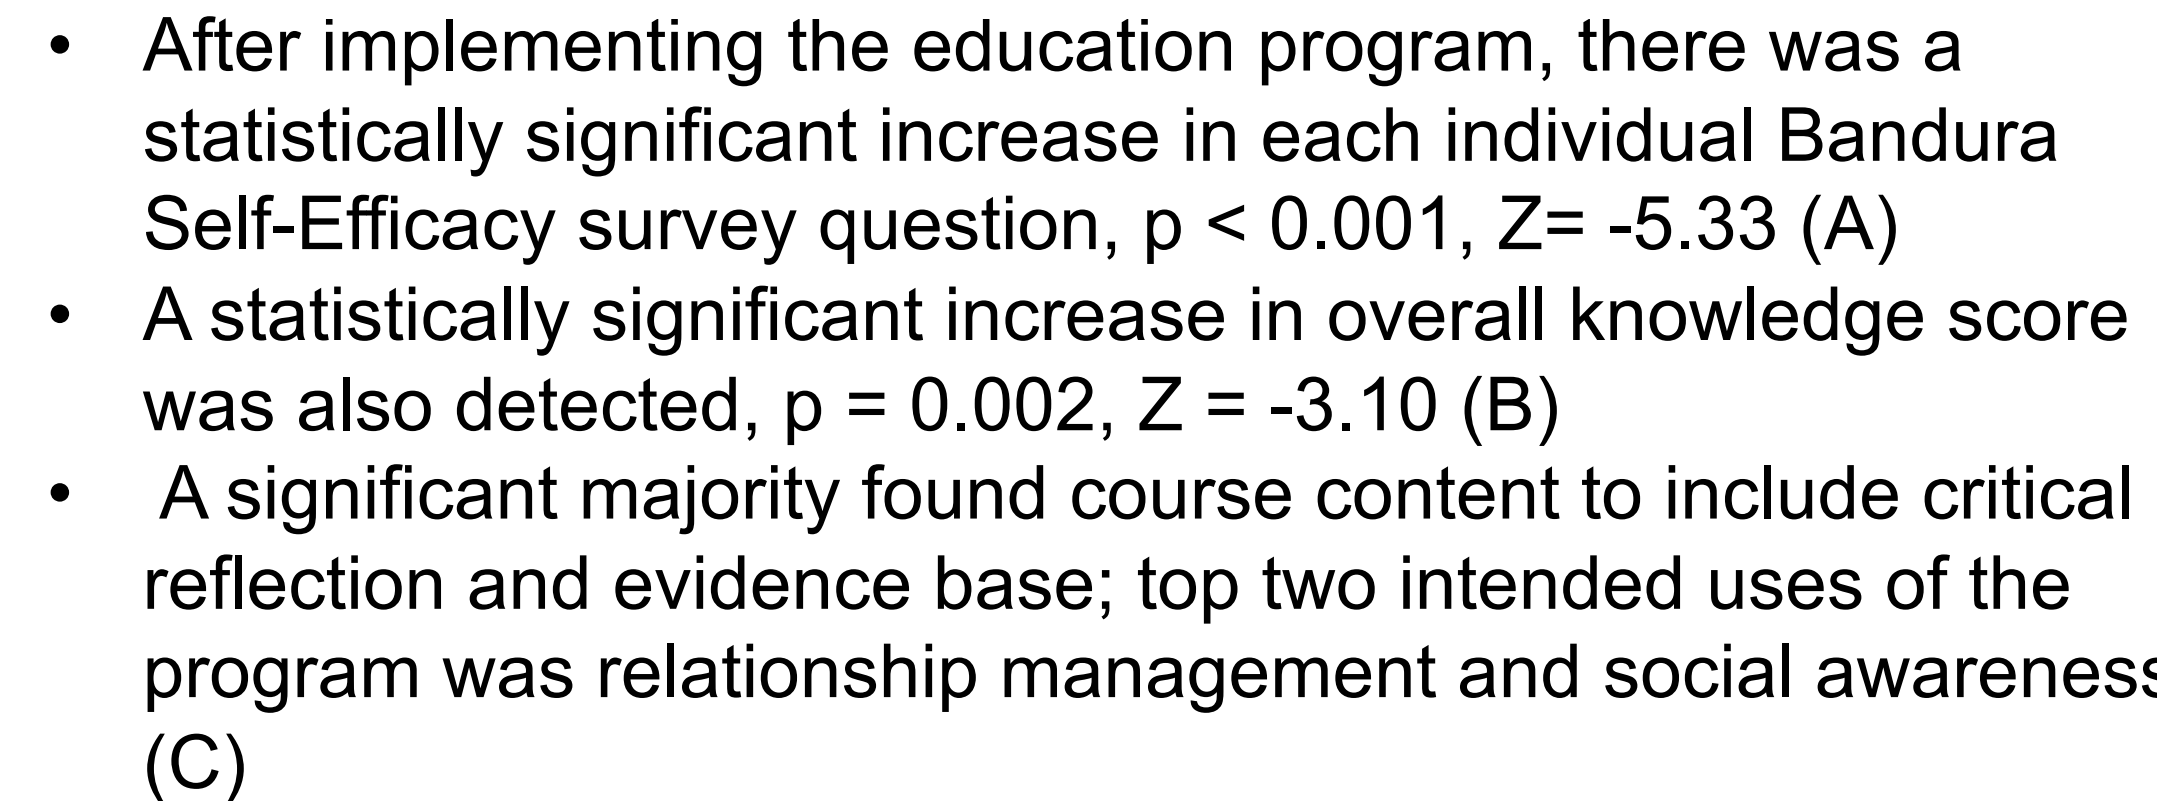 • After implementing the education program, there was a
statistically significant increase in each individual Bandura
Self-Efficacy survey question, p < 0.001, Z= -5.33 (A)
• A statistically significant increase in overall knowledge score
was also detected, p = 0.002, Z = -3.10 (B)
• A significant majority found course content to include critical
reflection and evidence base; top two intended uses of the
program was relationship management and social awareness
(C)